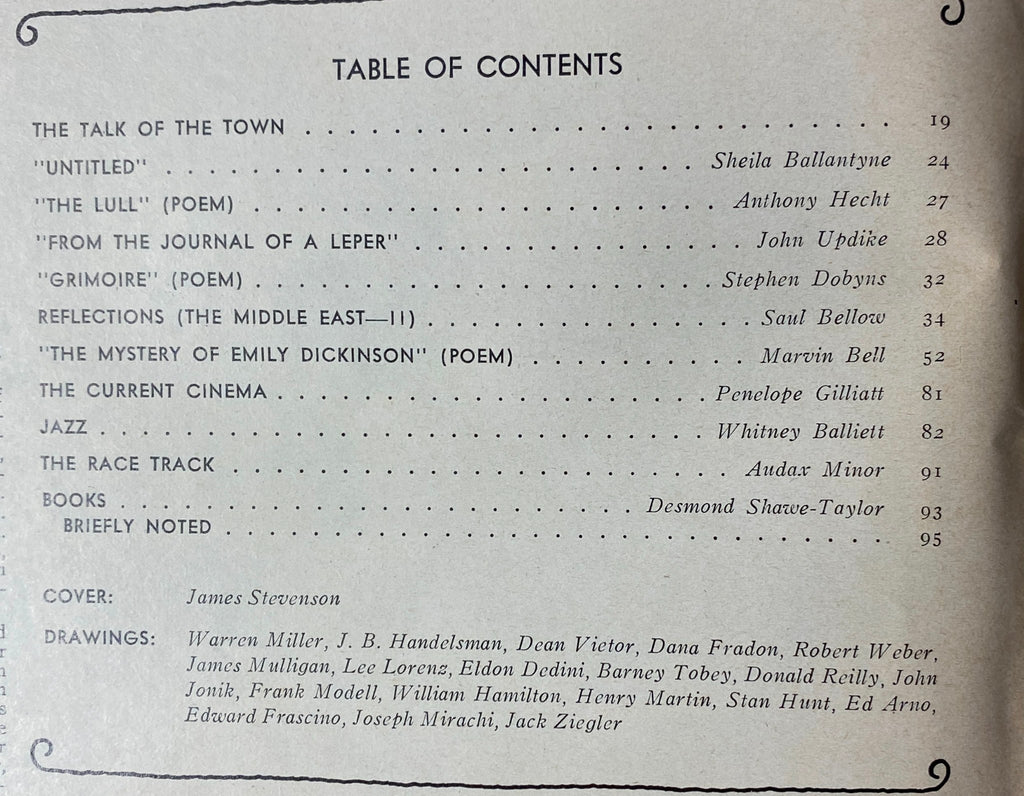 TABLE OF CONTENTS
THE TALK OF THE TOWN . . . . . . . . . . . . . . . . . . . . 19
"UNTITLED" . . . . . . . . . . . . . . . . . . Sheila Ballantyne 24
"THE LULL" (POEM) . . . . . . . . . . . . . . . . Anthony Hecht 27
"FROM THE JOURNAL OF A LEPER" . . . . . . . . . . . John Updike 28
"GRIMOIRE" (POEM) . . . . . . . . . . . . . . . . Stephen Dobyns 32
REFLECTIONS (THE MIDDLE EAST—II) . . . . . . . . . . . Saul Bellow 34
"THE MYSTERY OF EMILY DICKINSON" (POEM) . . . . . . . . Marvin Bell 52
THE CURRENT CINEMA . . . . . . . . . . . . . . . Penelope Gilliatt 81
JAZZ . . . . . . . . . . . . . . . . . . . . . Whitney Balliett 82
THE RACE TRACK . . . . . . . . . . . . . . . . . Audax Minor 91
BOOKS . . . . . . . . . . . . . . . . . . Desmond Shawe-Taylor 93
BRIEFLY NOTED . . . . . . . . . . . . . . . . . . . . . . . 95
COVER: James Stevenson
DRAWINGS: Warren Miller, J. B. Handelsman, Dean Vietor, Dana Fradon, Robert Weber,
James Mulligan, Lee Lorenz, Eldon Dedini, Barney Tobey, Donald Reilly, John
Jonik, Frank Modell, William Hamilton, Henry Martin, Stan Hunt, Ed Arno,
Edward Frascino, Joseph Mirachi, Jack Ziegler